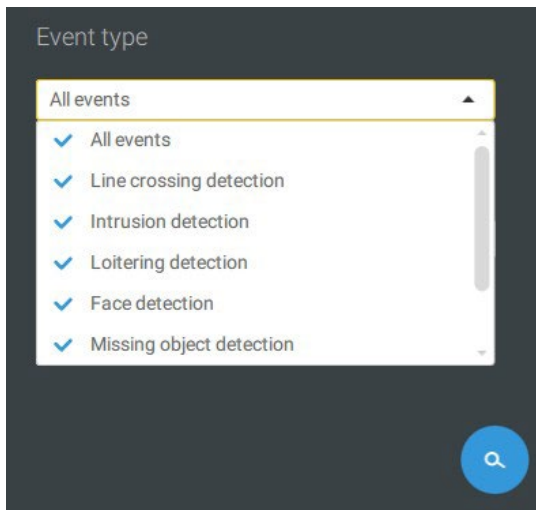 Event type
All events
All events
Line crossing detection
Intrusion detection
Loitering detection
Face detection
Missing object detection